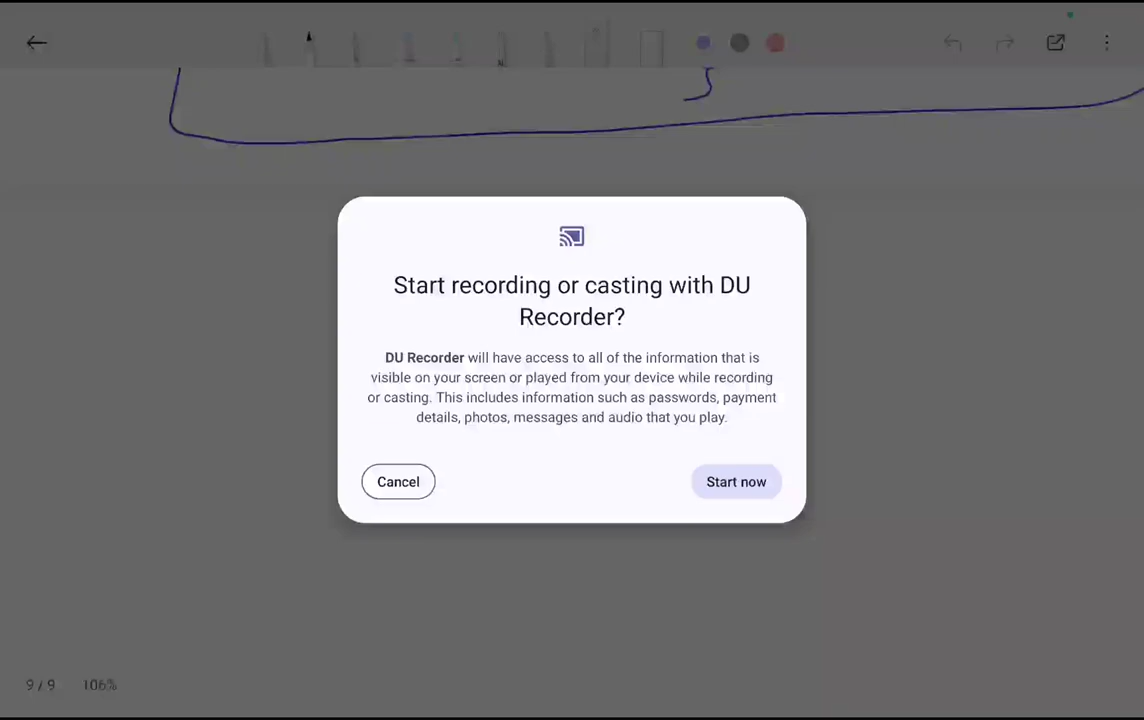 Start recording or casting with DU
Recorder?
DU Recorder will have access to all of the information that is
visible on your screen or played from your device while recording
or casting. This includes information such as passwords, payment
details, photos, messages and audio that you play.
Cancel
Start now
9 / 9
106%